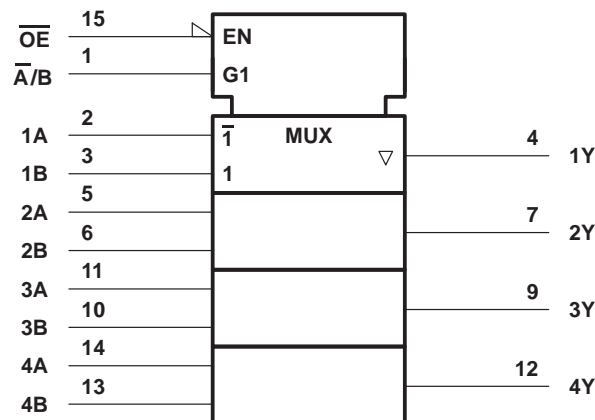 OE 15 EN
A/B 1 G1
MUX
1A 2 1 4 1Y
1B 3 1
2A 5 7 2Y
2B 6
3A 11 9 3Y
3B 10
4A 14 12 4Y
4B 13